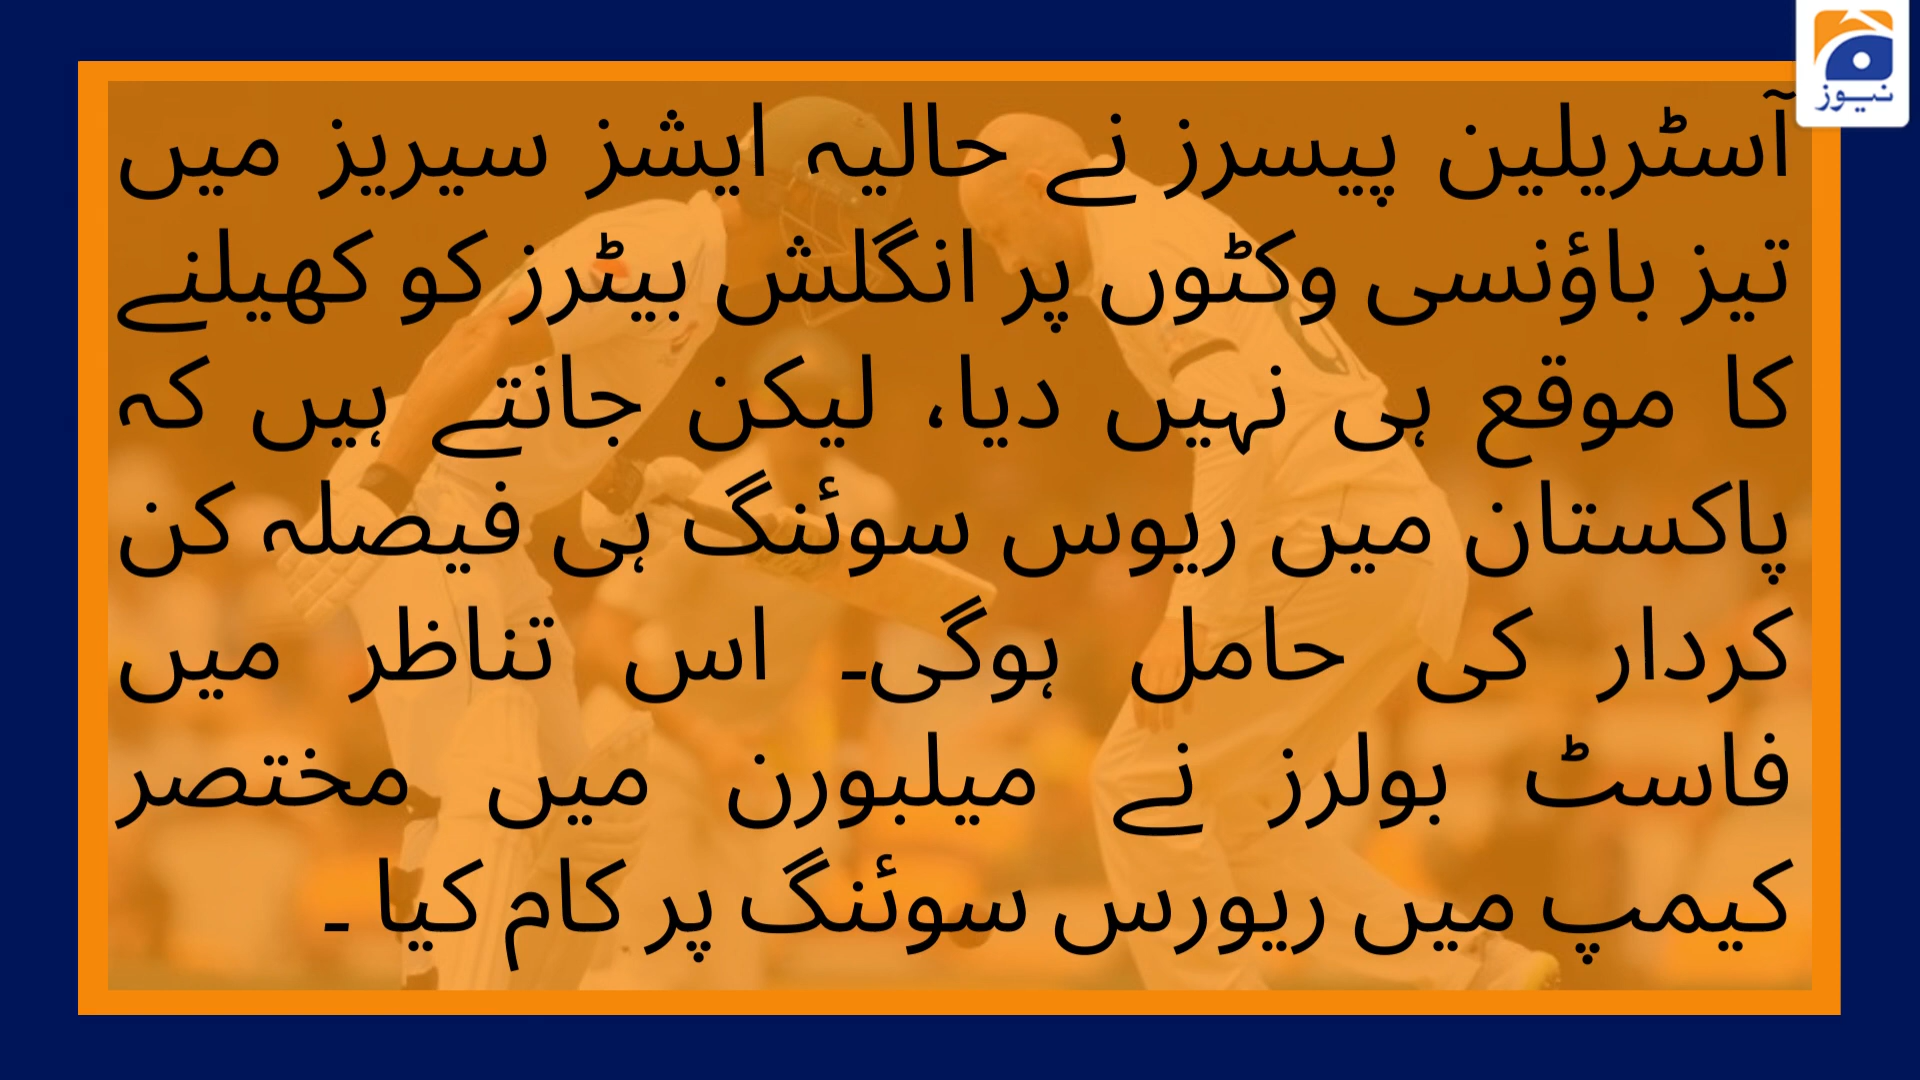 نیوز
آسٹریلین پیسرز نے حالیہ ایشز سیریز میں
تیز باؤنسی وکٹوں پر انگلش بیٹرز کو کھیلنے
کا موقع ہی نہیں دیا، لیکن جانتے ہیں کہ
پاکستان میں ریوس سوئنگ ہی فیصلہ کن
کردار کی حامل ہوگی۔ اس تناظر میں
فاسٹ بولرز نے میلبورن میں مختصر
کیمپ میں ریورس سوئنگ پر کام کیا ۔